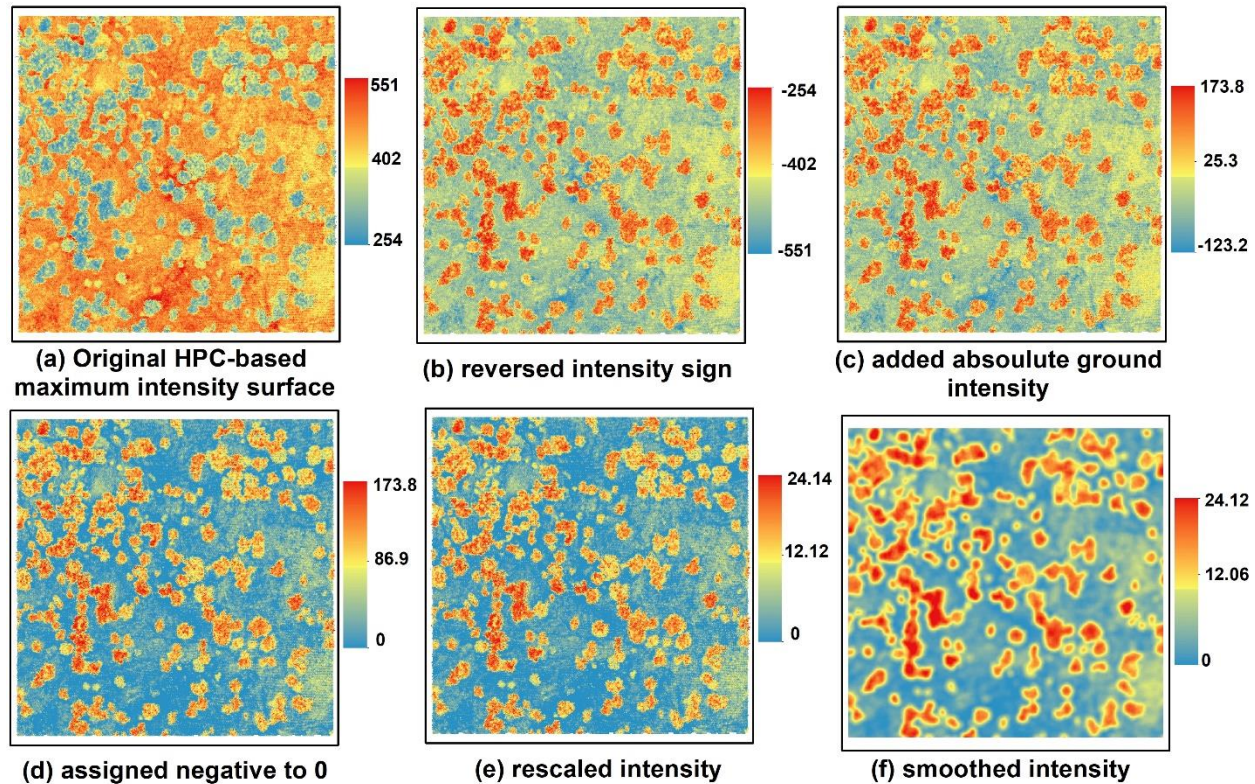 551
402
254
-254
-402
-551
173.8
25.3
-123.2
(a) Original HPC-based
maximum intensity surface
(b) reversed intensity sign
(c) added absoulute ground
intensity
173.8
86.9
0
24.14
12.12
0
24.12
12.06
0
(d) assigned negative to 0
(e) rescaled intensity
(f) smoothed intensity